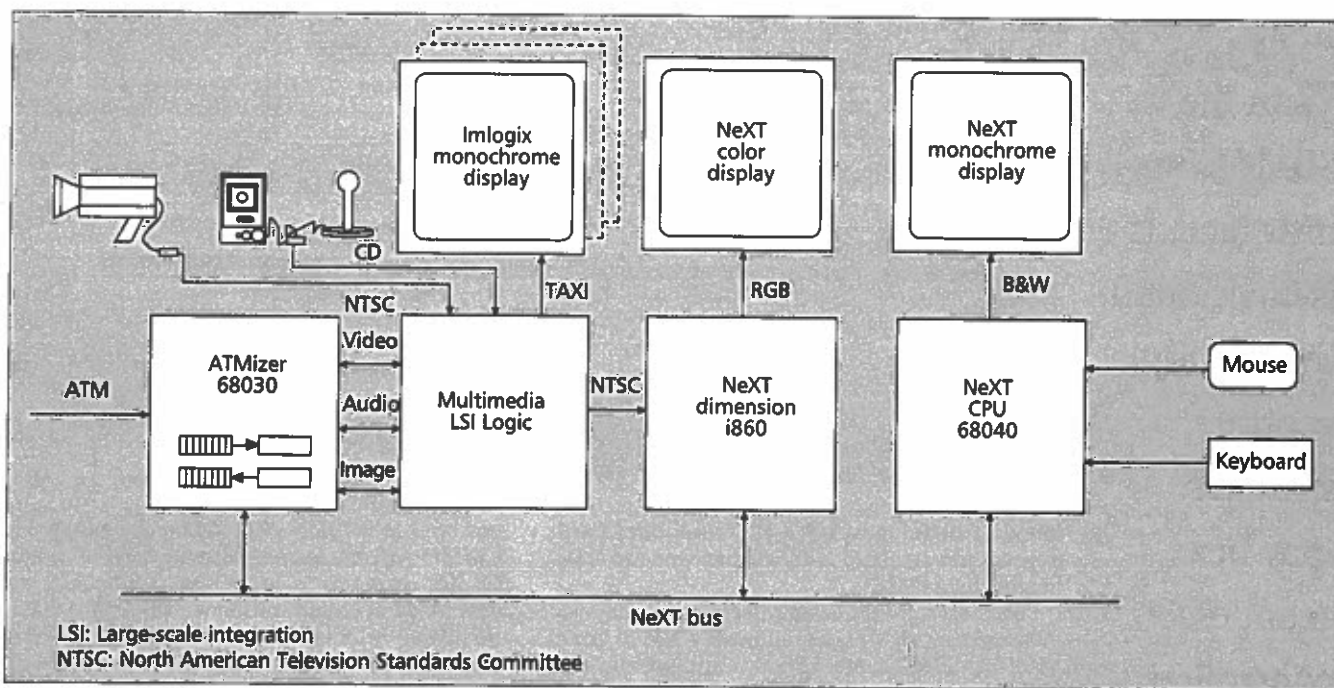 Imlogix
monochrome
display
NeXT
color
display
NeXT
monochrome
display
CD
TAXI
RGB
B&W
NTSC
Video
ATMizer
68030
ATM
Audio
Image
Multimedia
LSI Logic
NTSC
NeXT
dimension
i860
NeXT
CPU
68040
Mouse
Keyboard
NeXT bus
LSI: Large-scale integration
NTSC: North American Television Standards Committee